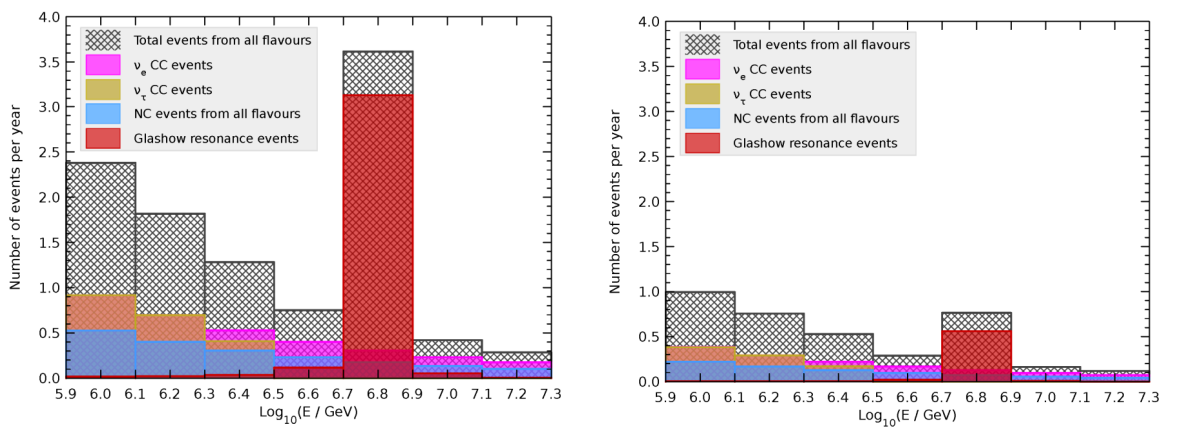 4.0
3.5
3.0
2.5
2.0
1.5
1.0
0.5
0.0
Number of events per year
Total events from all flavours
νe CC events
ντ CC events
NC events from all flavours
Glashow resonance events
5.9 6.0 6.1 6.2 6.3 6.4 6.5 6.6 6.7 6.8 6.9 7.0 7.1 7.2 7.3
Log10(E / GeV)
4.0
3.5
3.0
2.5
2.0
1.5
1.0
0.5
0.0
Number of events per year
Total events from all flavours
νe CC events
ντ CC events
NC events from all flavours
Glashow resonance events
5.9 6.0 6.1 6.2 6.3 6.4 6.5 6.6 6.7 6.8 6.9 7.0 7.1 7.2 7.3
Log10(E / GeV)